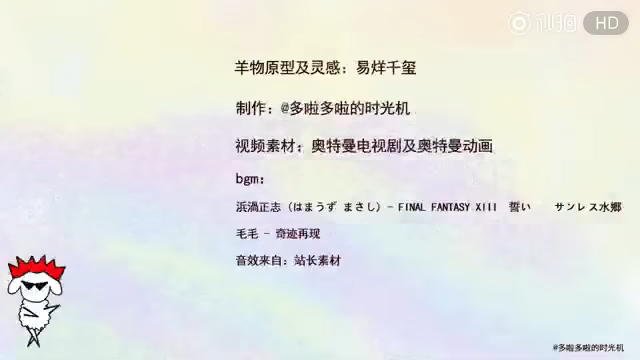 秒拍 HD
羊物原型及灵感：易烊千玺
制作：@多啦多啦的时光机
视频素材：奥特曼电视剧及奥特曼动画
bgm：
浜渦正志（はまうず まさし）- FINAL FANTASY XIII 誓い サンレス水郷
毛毛 - 奇迹再现
音效来自：站长素材
@多啦多啦的时光机